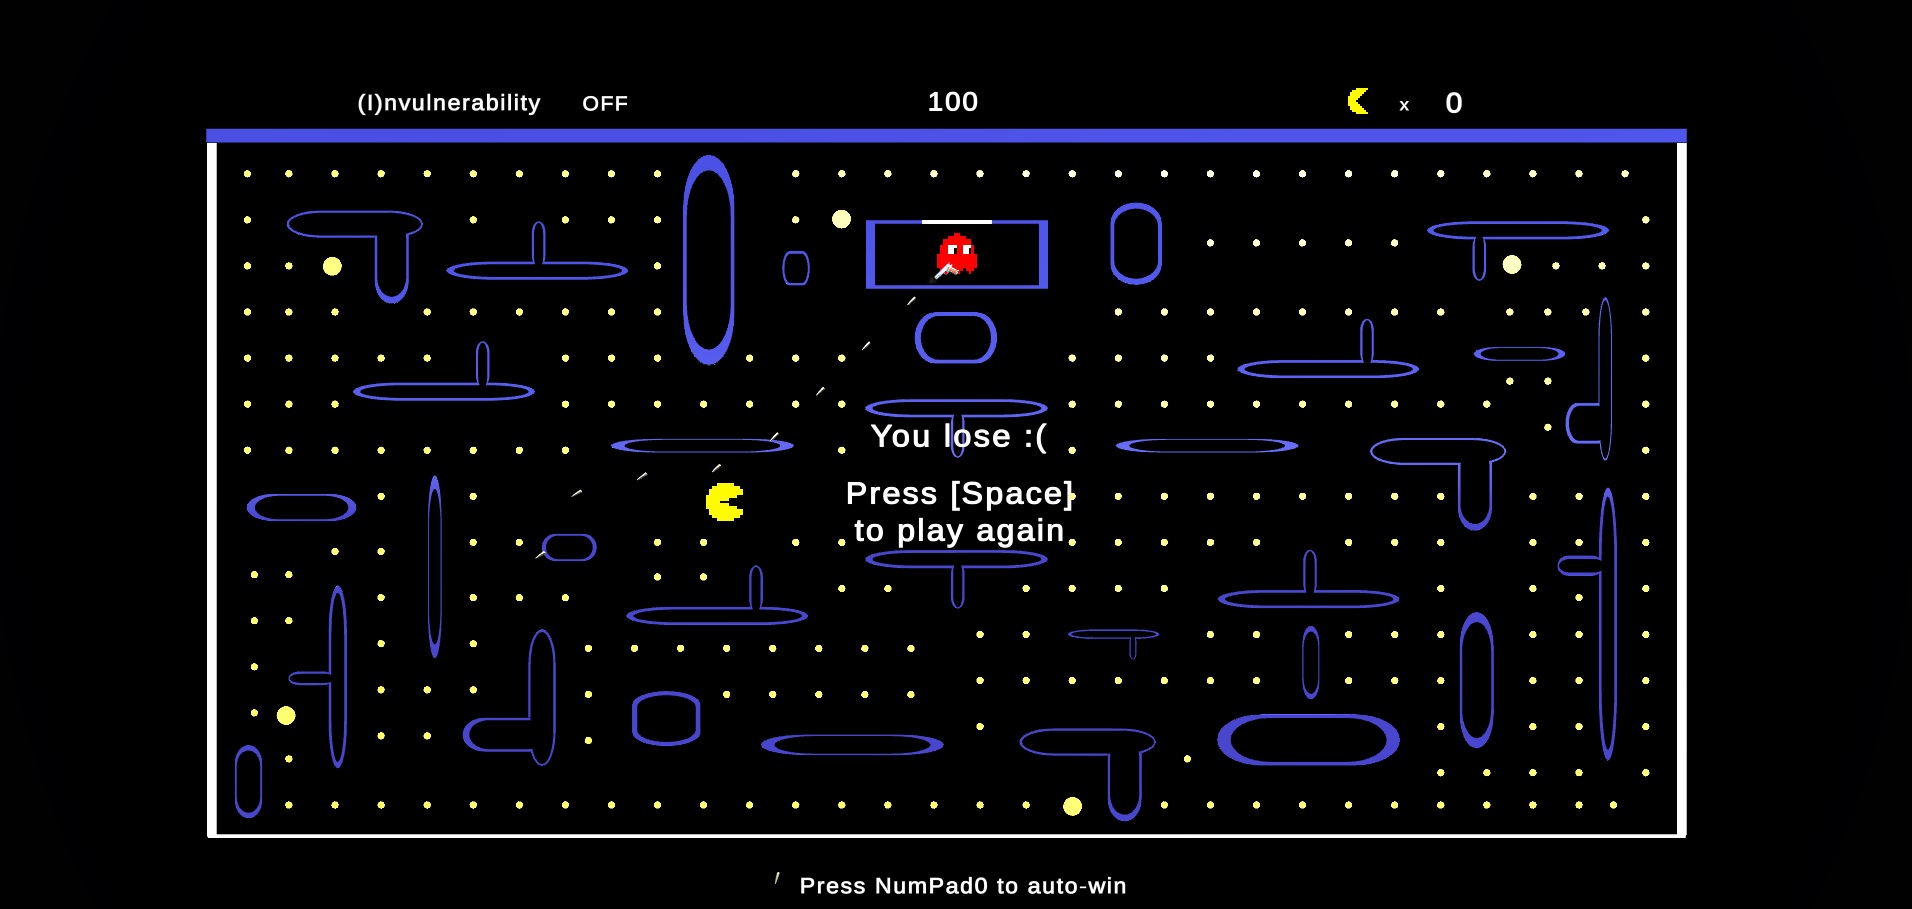 (I)nvulnerability OFF 100 x 0
You lose :(
Press [Space]
to play again
Press NumPad0 to auto-win